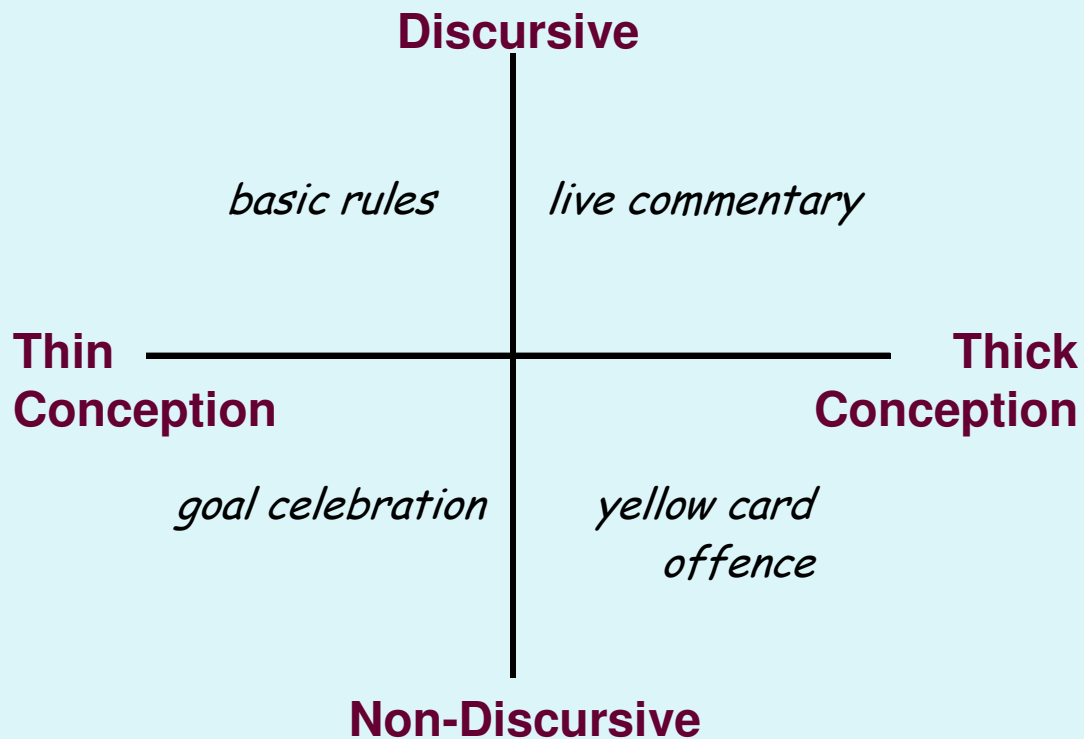 Discursive
basic rules
live commentary
Thin
Conception
Thick
Conception
goal celebration
yellow card
offence
Non-Discursive